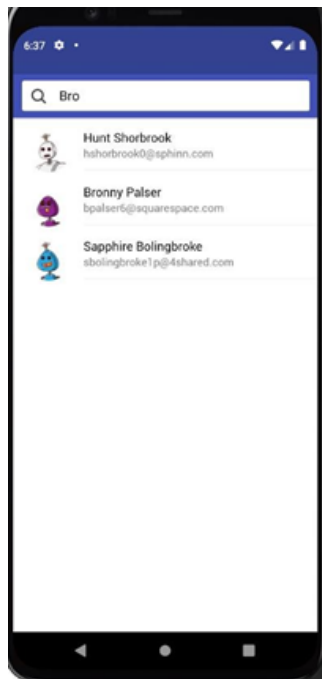 6:37
Bro
Hunt Shorbrook
hshorbrook0@sphinn.com
Bronny Palser
bpalser6@squarespace.com
Sapphire Bolingbroke
sbolingbroke1p@4shared.com